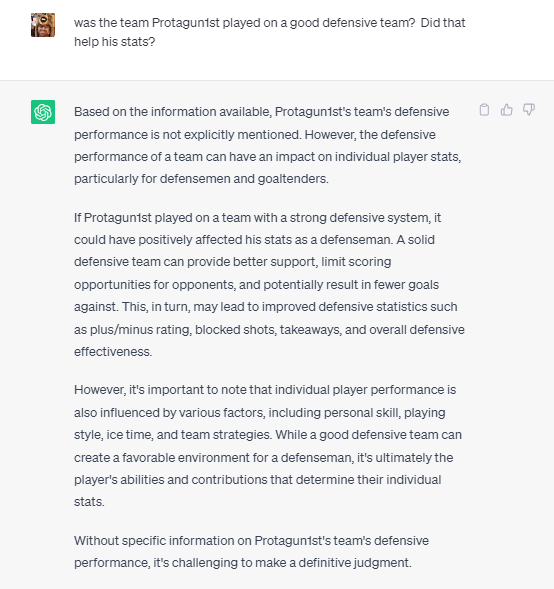 was the team Protagun1st played on a good defensive team?  Did that
help his stats?
Based on the information available, Protagun1st's team's defensive
performance is not explicitly mentioned. However, the defensive
performance of a team can have an impact on individual player stats,
particularly for defensemen and goaltenders.
If Protagun1st played on a team with a strong defensive system, it
could have positively affected his stats as a defenseman. A solid
defensive team can provide better support, limit scoring
opportunities for opponents, and potentially result in fewer goals
against. This, in turn, may lead to improved defensive statistics such
as plus/minus rating, blocked shots, takeaways, and overall defensive
effectiveness.
However, it's important to note that individual player performance is
also influenced by various factors, including personal skill, playing
style, ice time, and team strategies. While a good defensive team can
create a favorable environment for a defenseman, it's ultimately the
player's abilities and contributions that determine their individual
stats.
Without specific information on Protagun1st's team's defensive
performance, it's challenging to make a definitive judgment.